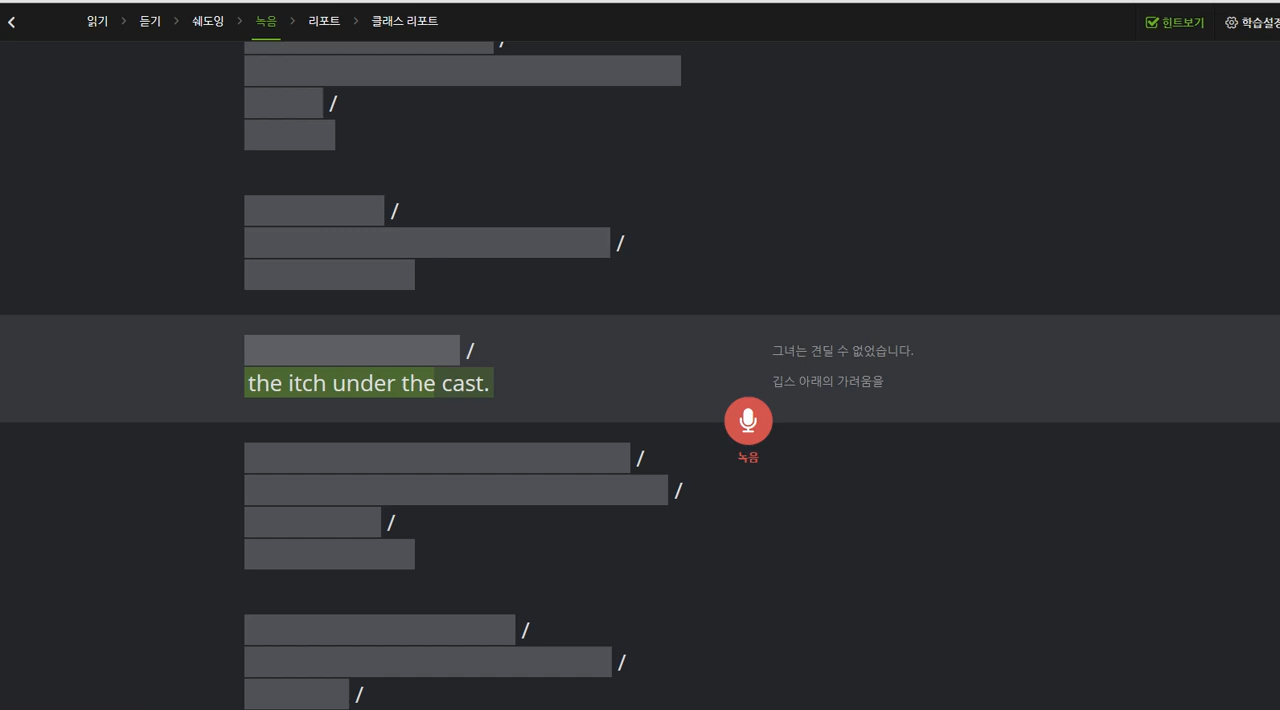 읽기 > 듣기 > 쉐도잉 > 녹음 > 리포트 > 클래스 리포트
힌트보기
학습설정
/
/
/
/
/
그녀는 견딜 수 없었습니다.
the itch under the cast.
깁스 아래의 가려움을
녹음
/
/
/
/
/
/